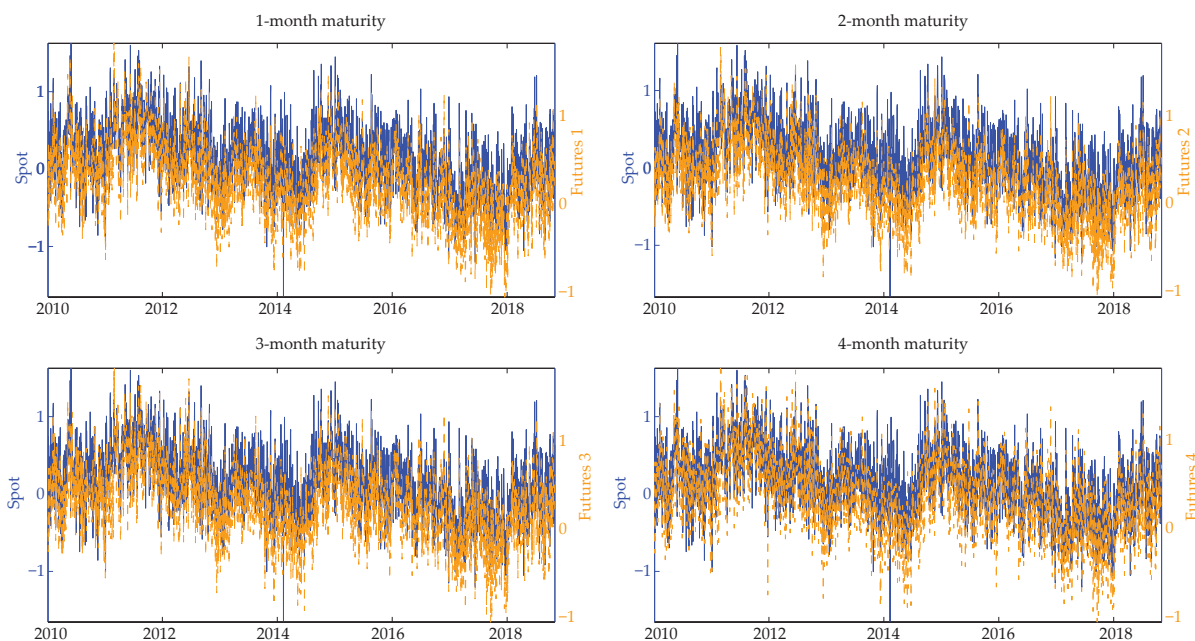 1-month maturity
2-month maturity
1
0
−1
Spot
1
0
−1
Futures 1
2010 2012 2014 2016 2018
1
0
−1
Spot
1
0
−1
Futures 2
2010 2012 2014 2016 2018
3-month maturity
4-month maturity
1
0
−1
Spot
1
0
−1
Futures 3
2010 2012 2014 2016 2018
1
0
−1
Spot
1
0
−1
Futures 4
2010 2012 2014 2016 2018